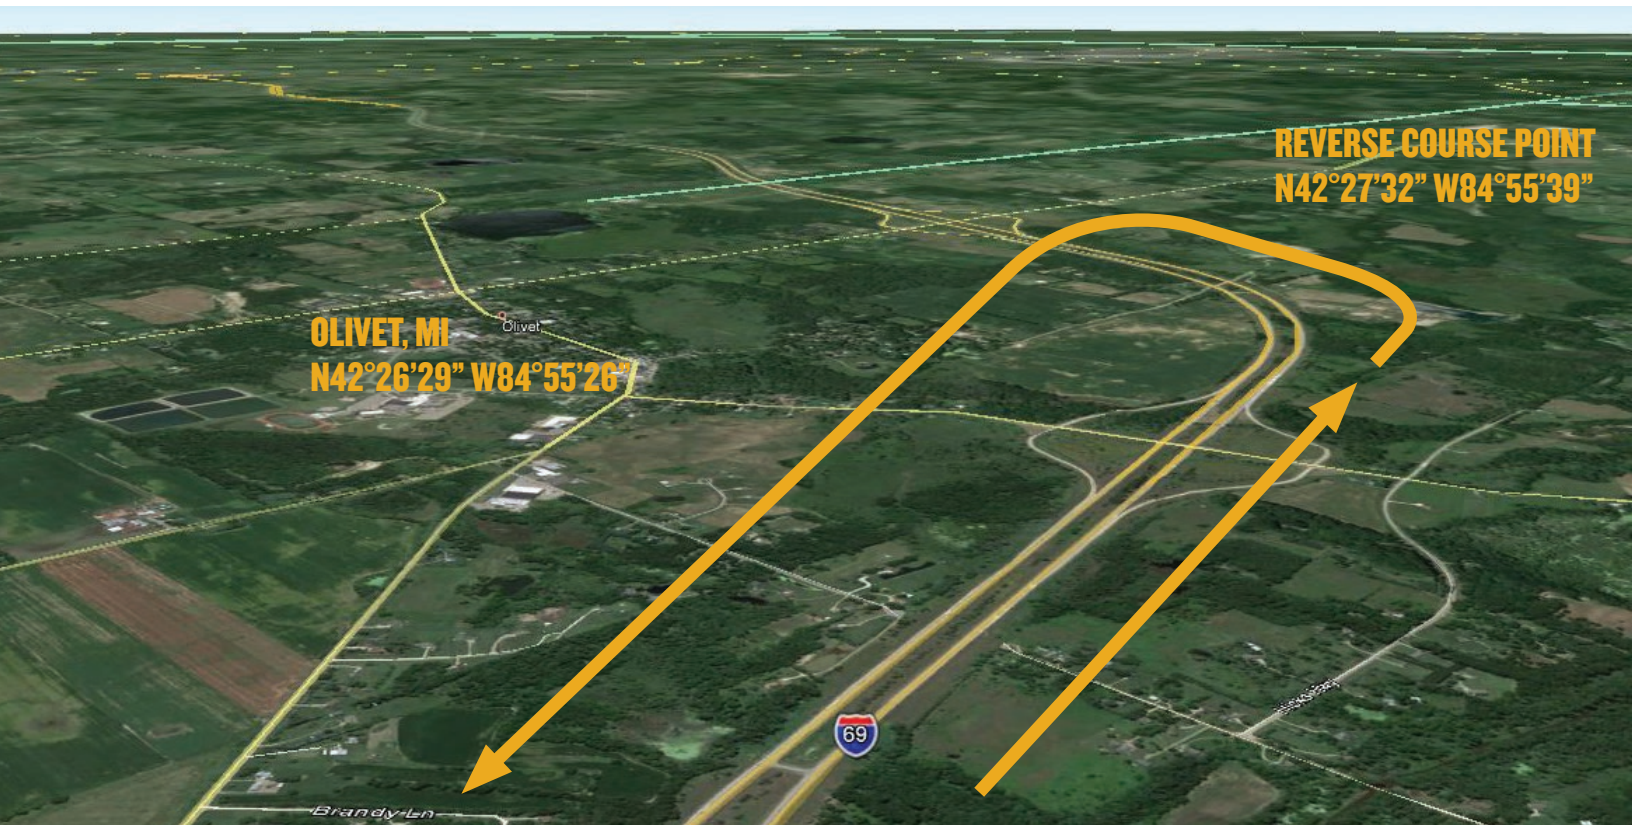 REVERSE COURSE POINT
N42°27’32” W84°55’39”
OLIVET, MI
N42°26’29” W84°55’26”
Olivet
69
Brandy Ln